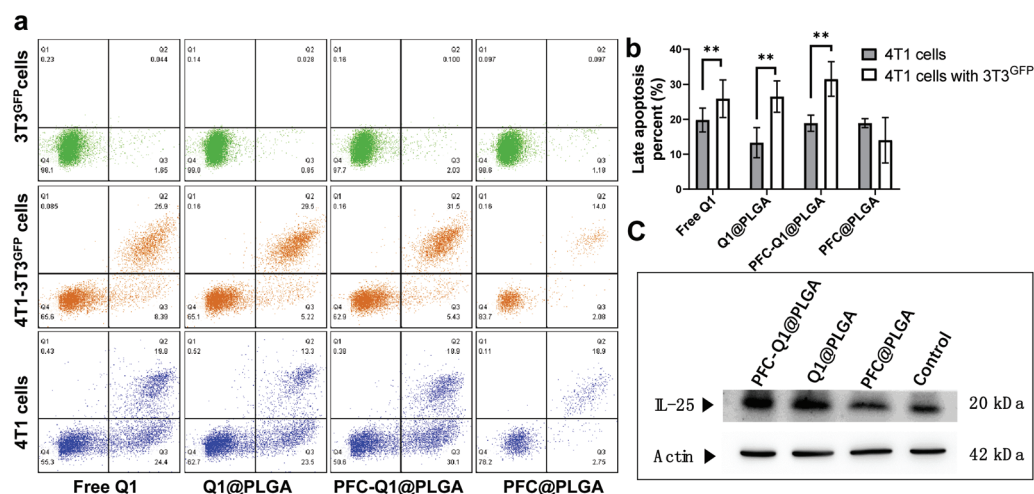 a
3T3GFP cells
Q1
0.23
Q2
0.044
Q4
98.1
Q3
1.65
Q1
0.14
Q2
0.028
Q4
99.0
Q3
0.85
Q1
0.16
Q2
0.100
Q4
97.7
Q3
2.03
Q1
0.097
Q2
0.097
Q4
98.6
Q3
1.18
4T1-3T3GFP cells
Q1
0.085
Q2
25.9
Q4
65.6
Q3
8.39
Q1
0.16
Q2
29.5
Q4
65.1
Q3
5.22
Q1
0.16
Q2
31.5
Q4
62.9
Q3
5.43
Q1
0.16
Q2
14.0
Q4
83.7
Q3
2.08
4T1 cells
Q1
0.43
Q2
19.8
Q4
55.3
Q3
24.4
Q1
0.52
Q2
13.3
Q4
62.7
Q3
23.5
Q1
0.38
Q2
18.9
Q4
50.6
Q3
30.1
Q1
0.11
Q2
18.9
Q4
78.2
Q3
2.75
Free Q1
Q1@PLGA
PFC-Q1@PLGA
PFC@PLGA
b
Late apoptosis
percent (%)
40
30
20
10
0
**
**
**
4T1 cells
4T1 cells with 3T3GFP
Free Q1
Q1@PLGA
PFC-Q1@PLGA
PFC@PLGA
C
PFC-Q1@PLGA
Q1@PLGA
PFC@PLGA
Control
IL-25
20 kDa
Actin
42 kDa